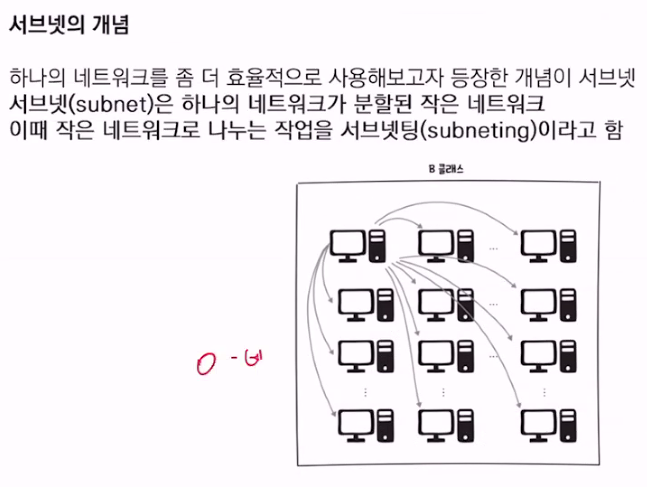 서브넷의 개념
하나의 네트워크를 좀 더 효율적으로 사용해보고자 등장한 개념이 서브넷
서브넷(subnet)은 하나의 네트워크가 분할된 작은 네트워크
이때 작은 네트워크로 나누는 작업을 서브넷팅(subneting)이라고 함
B 클래스